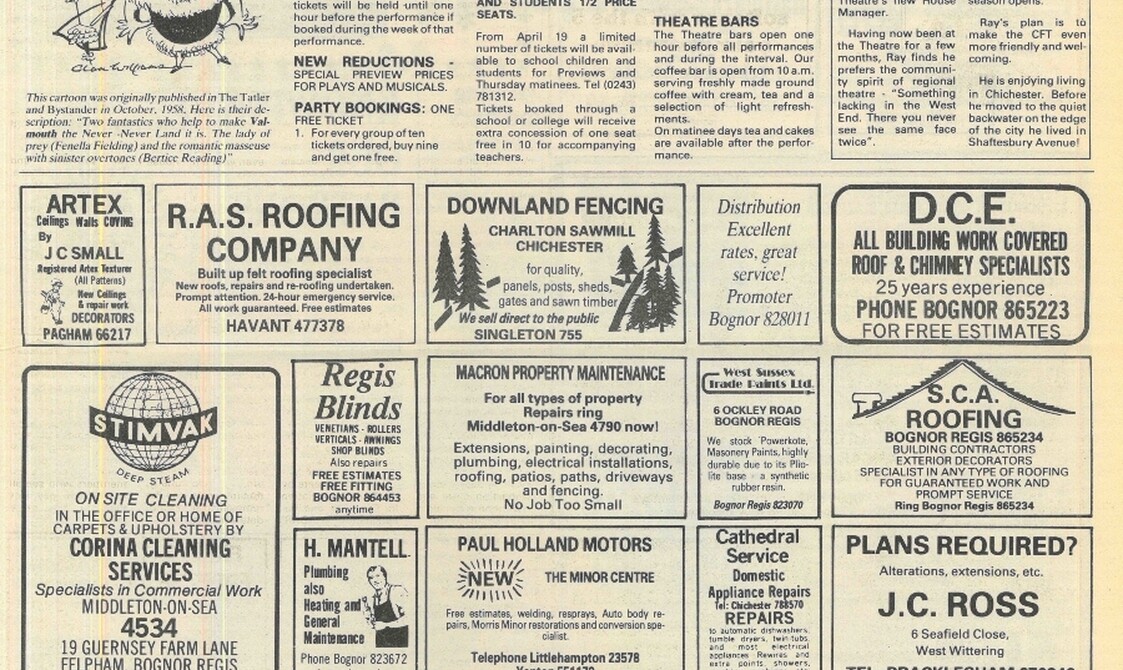 Clan Williams
This cartoon was originally published in The Tatler
and Bystander in October, 1958. Here is their de-
scription: "Two fantastics who help to make Val-
mouth the Never -Never Land it is. The lady of
prey (Fenella Fielding) and the romantic masseuse
with sinister overtones (Bertice Reading)"
tickets will be held until one
hour before the performance if
booked during the week of that
performance.
NEW REDUCTIONS -
SPECIAL PREVIEW PRICES
FOR PLAYS AND MUSICALS.
PARTY BOOKINGS: ONE
FREE TICKET
1. For every group of ten
tickets ordered, buy nine
and get one free.
AND STUDENTS 1/2 PRICE
SEATS.
From April 19 a limited
number of tickets will be avail-
able to school children and
students for Previews and
Thursday matinees. Tel (0243)
781312.
Tickets booked through a
school or college will receive
extra concession of one seat
free in 10 for accompanying
teachers.
THEATRE BARS
The Theatre bars open one
hour before all performances
and during the interval. Our
coffee bar is open from 10 a.m.
serving freshly made ground
coffee with cream, tea and a
selection of light refresh-
ments.
On matinee days tea and cakes
are available after the perfor-
mance.
Theatre's new House
Manager.
Having now been at
the Theatre for a few
months, Ray finds he
prefers the communi-
ty spirit of regional
theatre - "Something
lacking in the West
End. There you never
see the same face
twice".
season opens.
Ray's plan is to
make the CFT even
more friendly and wel-
coming.
He is enjoying living
in Chichester. Before
he moved to the quiet
backwater on the edge
of the city he lived in
Shaftesbury Avenue!
ARTEX
Ceilings Walls COVING
By
J C SMALL
Registered Artex Texturer
(All Patterns)
New Ceilings
& repair work
DECORATORS
PAGHAM 66217
R.A.S. ROOFING
COMPANY
Built up felt roofing specialist
New roofs, repairs and re-roofing undertaken.
Prompt attention. 24-hour emergency service.
All work guaranteed. Free estimates
HAVANT 477378
DOWNLAND FENCING
CHARLTON SAWMILL
CHICHESTER
for quality,
panels, posts, sheds,
gates and sawn timber
We sell direct to the public
SINGLETON 755
Distribution
Excellent
rates, great
service!
Promoter
Bognor 828011
D.C.E.
ALL BUILDING WORK COVERED
ROOF & CHIMNEY SPECIALISTS
25 years experience
PHONE BOGNOR 865223
FOR FREE ESTIMATES
STIMVAK
DEEP STEAM
ON SITE CLEANING
IN THE OFFICE OR HOME OF
CARPETS & UPHOLSTERY BY
CORINA CLEANING
SERVICES
Specialists in Commercial Work
MIDDLETON-ON-SEA
4534
19 GUERNSEY FARM LANE
FELPHAM, BOGNOR REGIS
Regis
Blinds
VENETIANS - ROLLERS
VERTICALS - AWNINGS
SHOP BLINDS
Also repairs
FREE ESTIMATES
FREE FITTING
BOGNOR 864453
anytime
MACRON PROPERTY MAINTENANCE
For all types of property
Repairs ring
Middleton-on-Sea 4790 now!
Extensions, painting, decorating,
plumbing, electrical installations,
roofing, patios, paths, driveways
and fencing.
No Job Too Small
West Sussex
Trade Paints Ltd.
6 OCKLEY ROAD
BOGNOR REGIS
We stock 'Powerkote,
Masonery Paints, highly
durable due to its Plio-
lite base - a synthetic
rubber resin.
Bognor Regis 823070
S.C.A.
ROOFING
BOGNOR REGIS 865234
BUILDING CONTRACTORS
EXTERIOR DECORATORS
SPECIALIST IN ANY TYPE OF ROOFING
FOR GUARANTEED WORK AND
PROMPT SERVICE
Ring Bognor Regis 865234
H. MANTELL
Plumbing
also
Heating and
General
Maintenance
Phone Bognor 823672
PAUL HOLLAND MOTORS
NEW THE MINOR CENTRE
Free estimates, welding, resprays, Auto body re-
pairs, Morris Minor restorations and conversion spe-
cialist.
Telephone Littlehampton 23578
Cathedral
Service
Domestic
Appliance Repairs
Tel: Chichester 788570
REPAIRS
to automatic dishwashers,
tumble driers, twin-tubs,
and most electrical
appliances Rewires and
extra points, showers,
PLANS REQUIRED?
Alterations, extensions, etc.
J.C. ROSS
6 Seafield Close,
West Wittering